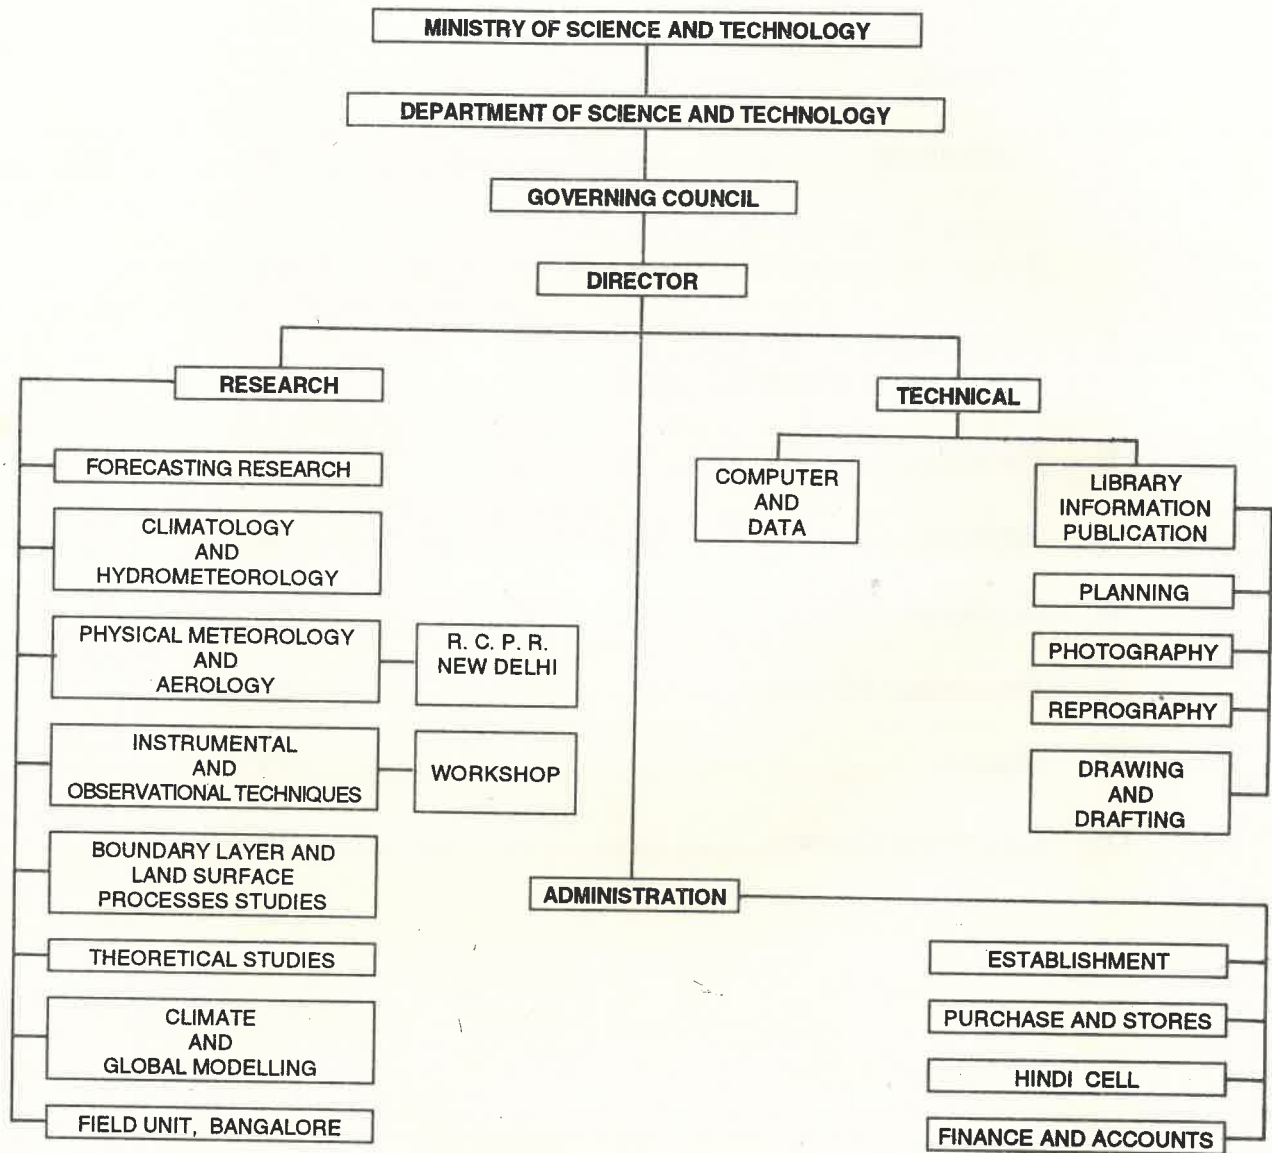 MINISTRY OF SCIENCE AND TECHNOLOGY
DEPARTMENT OF SCIENCE AND TECHNOLOGY
GOVERNING COUNCIL
DIRECTOR
RESEARCH
FORECASTING RESEARCH
CLIMATOLOGY
AND
HYDROMETEOROLOGY
PHYSICAL METEOROLOGY
AND
AEROLOGY
R. C. P. R.
NEW DELHI
INSTRUMENTAL
AND
OBSERVATIONAL TECHNIQUES
WORKSHOP
BOUNDARY LAYER AND
LAND SURFACE
PROCESSES STUDIES
THEORETICAL STUDIES
CLIMATE
AND
GLOBAL MODELLING
FIELD UNIT, BANGALORE
TECHNICAL
COMPUTER
AND
DATA
LIBRARY
INFORMATION
PUBLICATION
PLANNING
PHOTOGRAPHY
REPROGRAPHY
DRAWING
AND
DRAFTING
ADMINISTRATION
ESTABLISHMENT
PURCHASE AND STORES
HINDI CELL
FINANCE AND ACCOUNTS